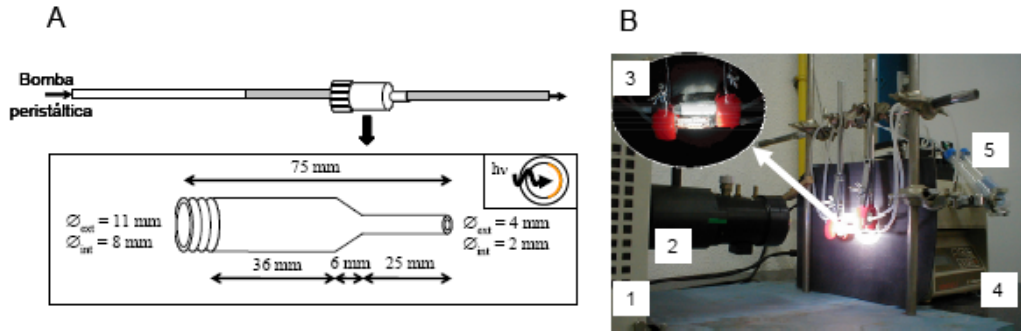 A
Bomba
peristáltica
75 mm
hν
∅ext = 11 mm
∅int = 8 mm
∅ext = 4 mm
∅int = 2 mm
36 mm
6 mm
25 mm
B
3
5
2
1
4